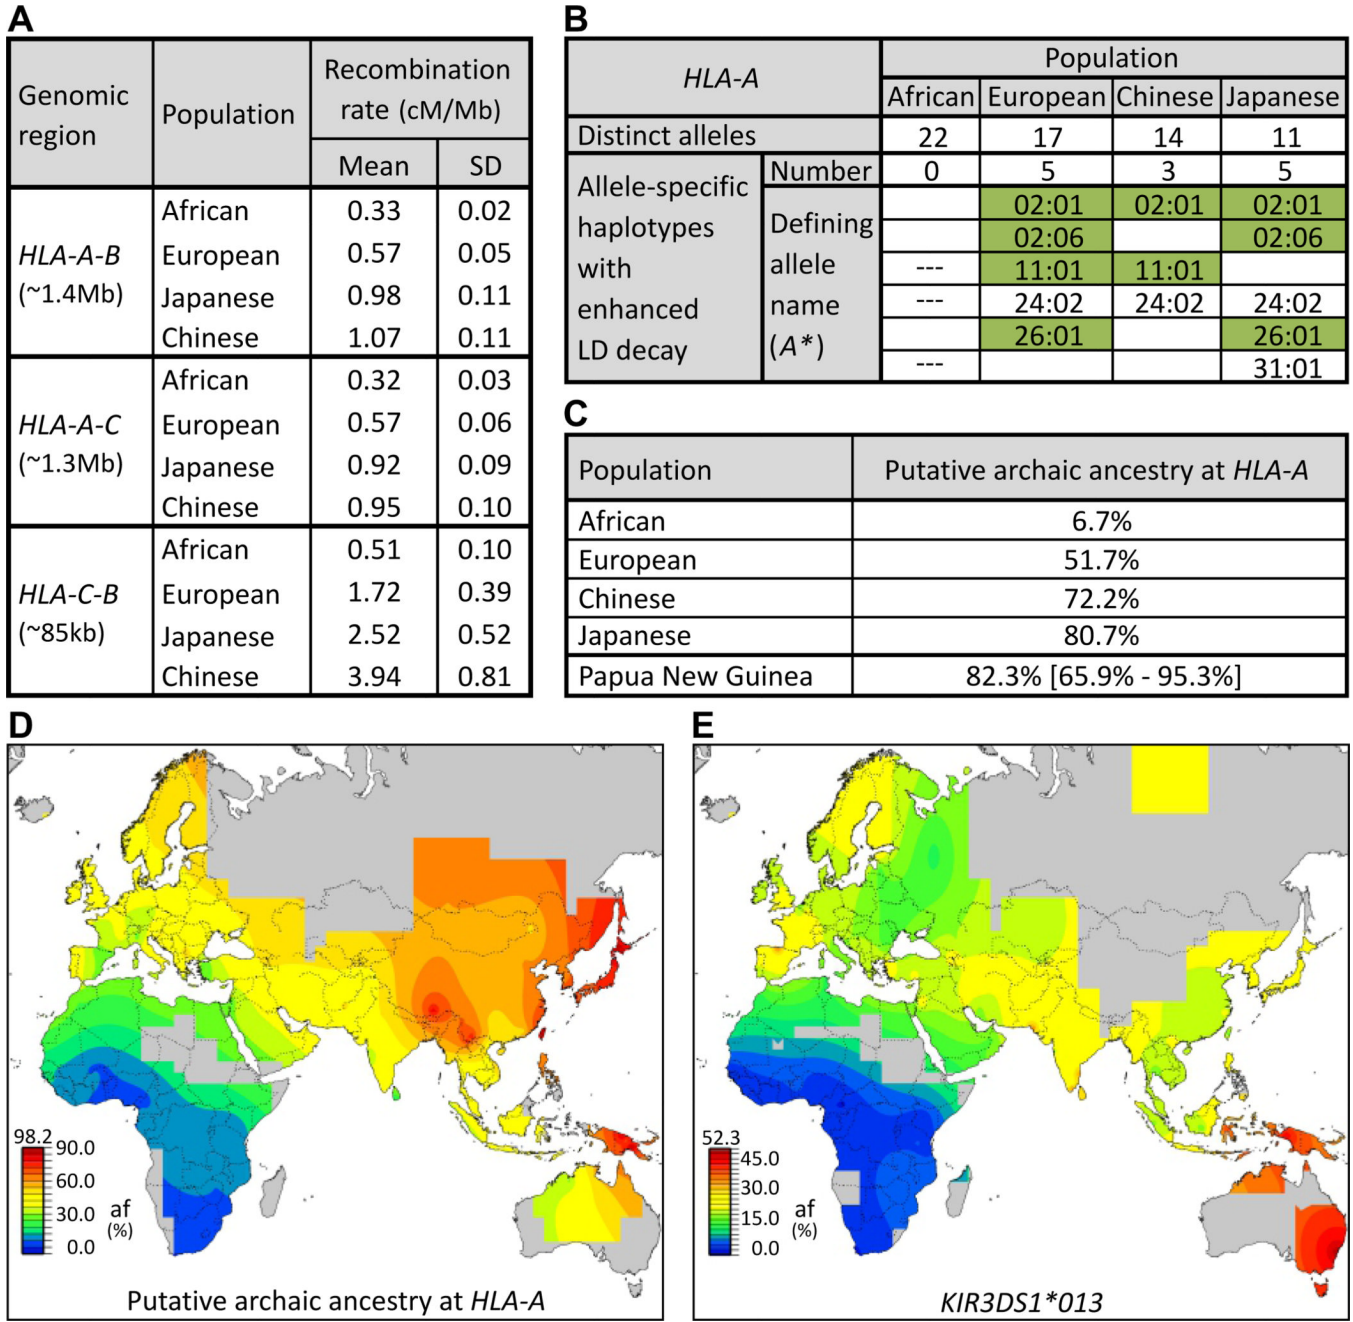 A
Genomic region
Population
Recombination rate (cM/Mb)
Mean SD
HLA-A-B (~1.4Mb)
African 0.33 0.02
European 0.57 0.05
Japanese 0.98 0.11
Chinese 1.07 0.11
HLA-A-C (~1.3Mb)
African 0.32 0.03
European 0.57 0.06
Japanese 0.92 0.09
Chinese 0.95 0.10
HLA-C-B (~85kb)
African 0.51 0.10
European 1.72 0.39
Japanese 2.52 0.52
Chinese 3.94 0.81
B
HLA-A
Population
African European Chinese Japanese
Distinct alleles 22 17 14 11
Allele-specific haplotypes with enhanced LD decay
Number 0 5 3 5
Defining allele name (A*)
02:01 02:01 02:01
02:06 02:06
--- 11:01 11:01
--- 24:02 24:02 24:02
26:01 26:01
--- 31:01
C
Population Putative archaic ancestry at HLA-A
African 6.7%
European 51.7%
Chinese 72.2%
Japanese 80.7%
Papua New Guinea 82.3% [65.9% - 95.3%]
D
98.2
90.0
60.0
30.0
0.0
af
(%)
Putative archaic ancestry at HLA-A
E
52.3
45.0
30.0
15.0
0.0
af
(%)
KIR3DS1*013